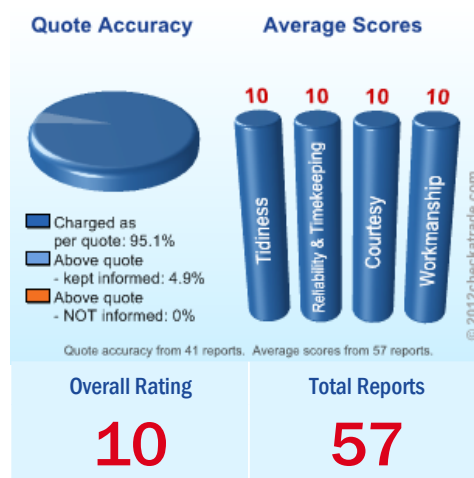 Quote Accuracy
Average Scores
10 10 10 10
Tidiness
Reliability & Timekeeping
Courtesy
Workmanship
Charged as
per quote: 95.1%
Above quote
- kept informed: 4.9%
Above quote
- NOT informed: 0%
© 2012checkatrade.com
Quote accuracy from 41 reports. Average scores from 57 reports.
Overall Rating
10
Total Reports
57